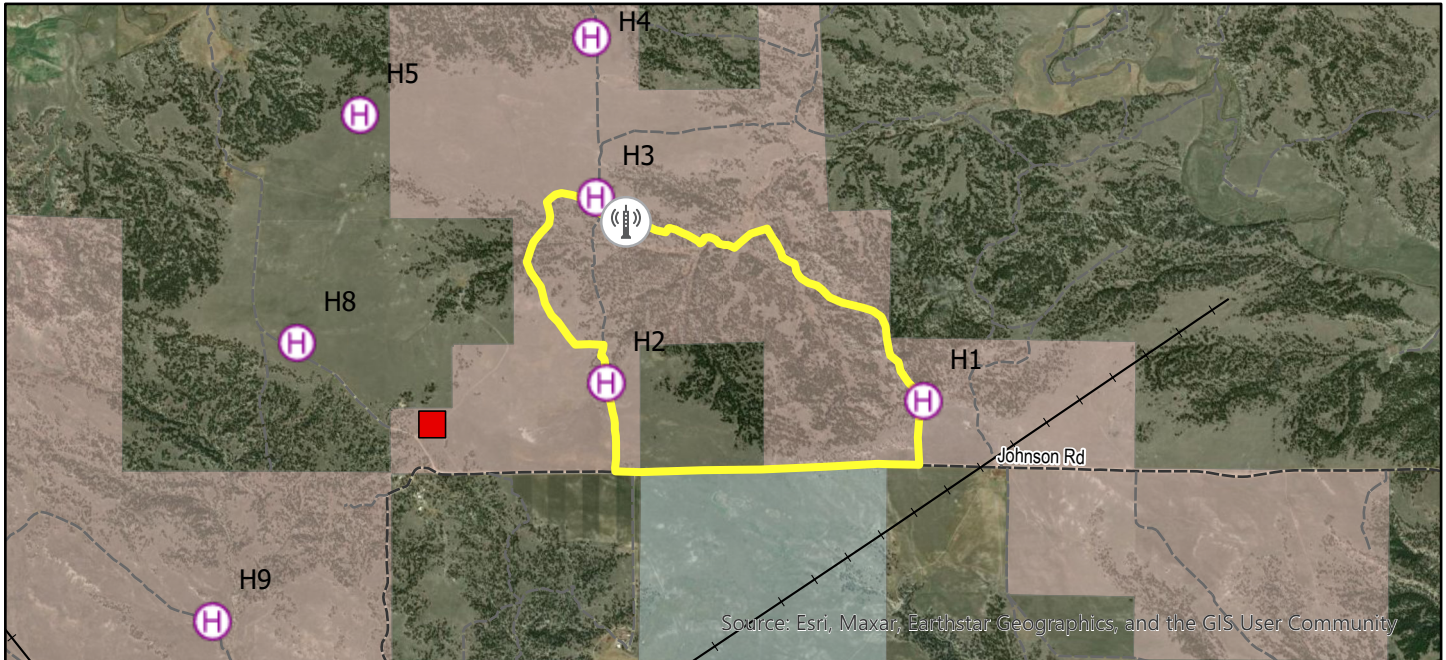 H4
H5
H3
H8
H2
H1
Johnson Rd
H9
Source: Esri, Maxar, Earthstar Geographics, and the GIS User Community
H
H
H
H
H
H
H